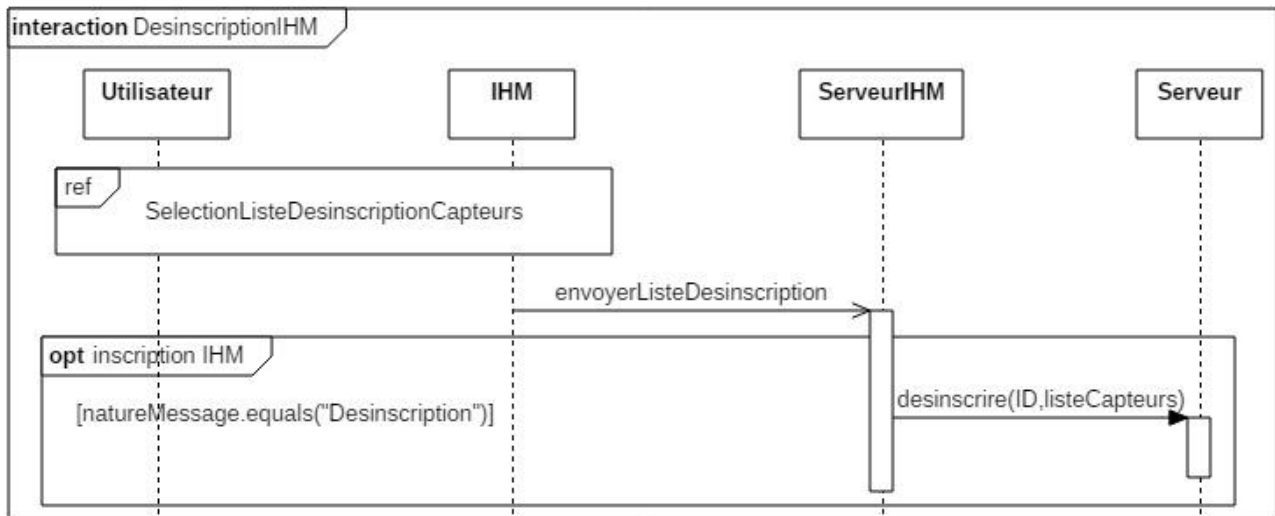 interaction DesinscriptionIHM
Utilisateur
IHM
ServeurIHM
Serveur
ref
SelectionListeDesinscriptionCapteurs
envoyerListeDesinscription
opt inscription IHM
[natureMessage.equals("Desinscription")]
desinscrire(ID,listeCapteurs)